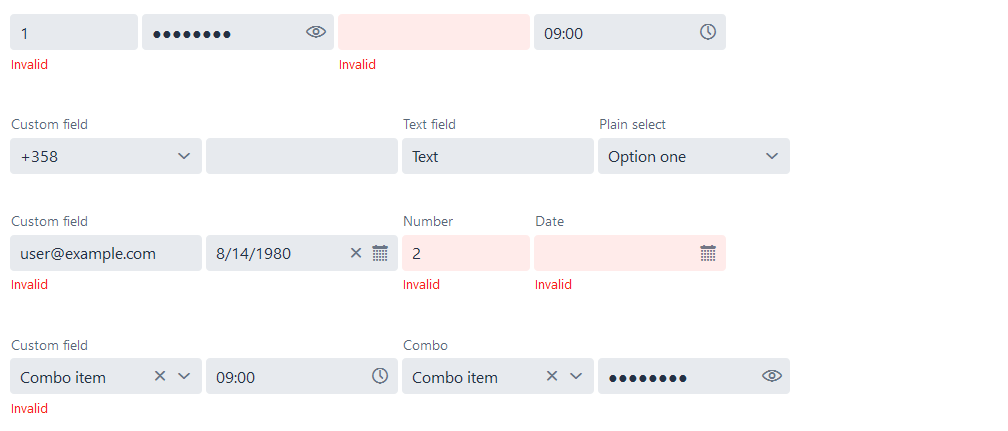 1 ●●●●●●●● 09:00
Invalid Invalid
Custom field Text field Plain select
+358 Text Option one
Custom field Number Date
user@example.com 8/14/1980 2
Invalid Invalid Invalid
Custom field Combo
Combo item 09:00 Combo item ●●●●●●●●
Invalid